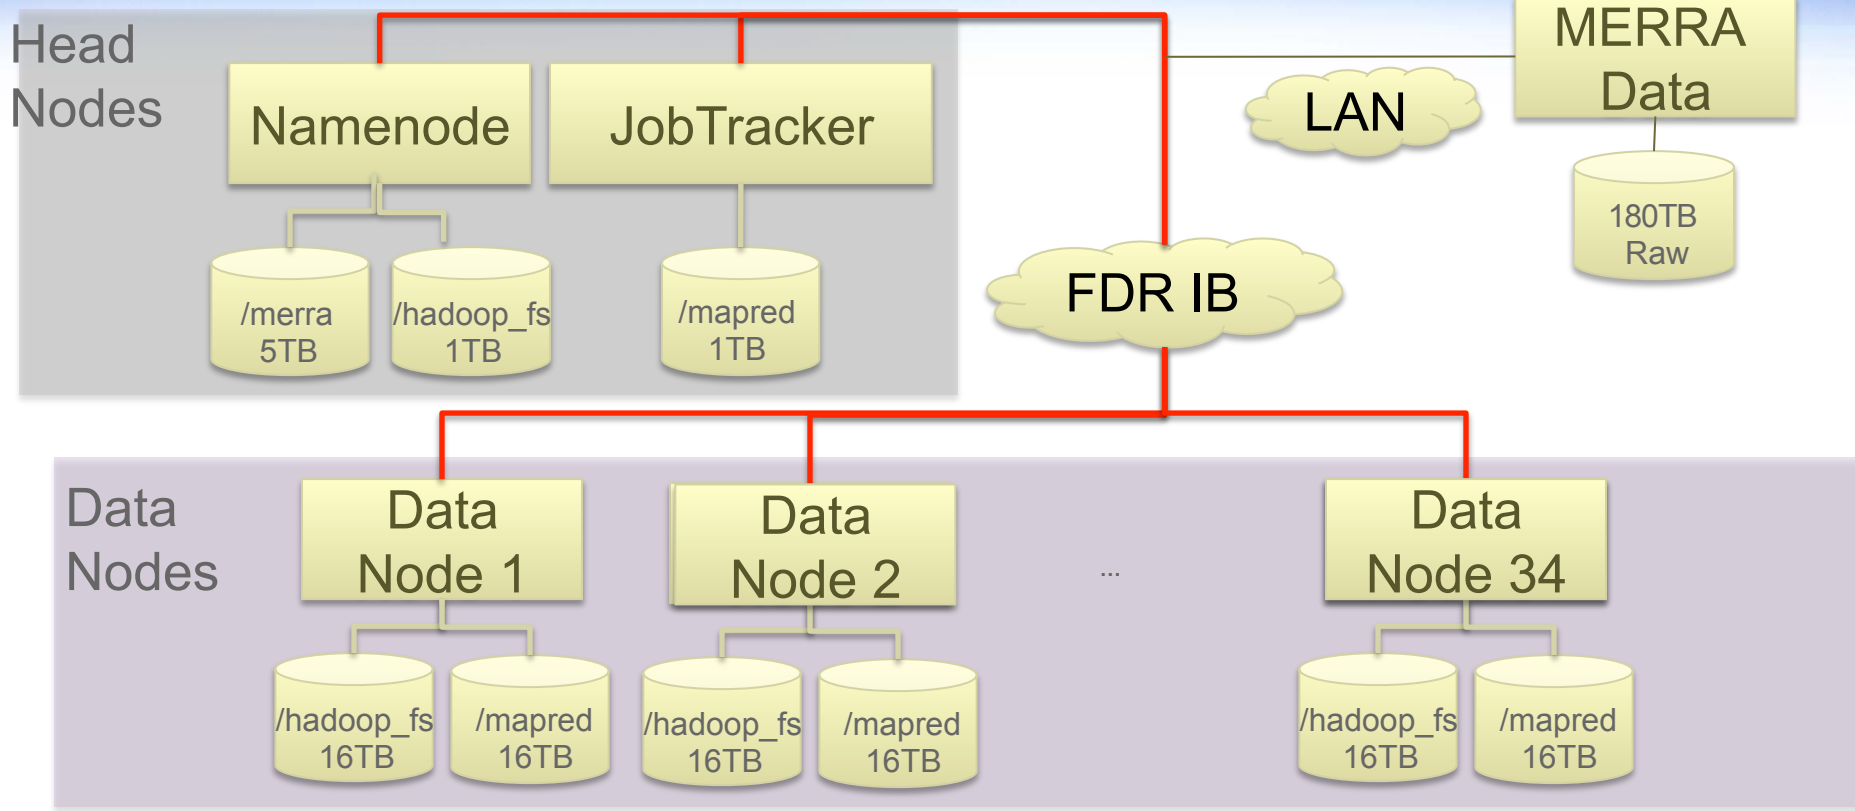 Head
Nodes
Namenode
JobTracker
LAN
MERRA
Data
180TB
Raw
/merra
5TB
/hadoop_fs
1TB
/mapred
1TB
FDR IB
Data
Nodes
Data
Node 1
Data
Node 2
...
Data
Node 34
/hadoop_fs
16TB
/mapred
16TB
/hadoop_fs
16TB
/mapred
16TB
/hadoop_fs
16TB
/mapred
16TB